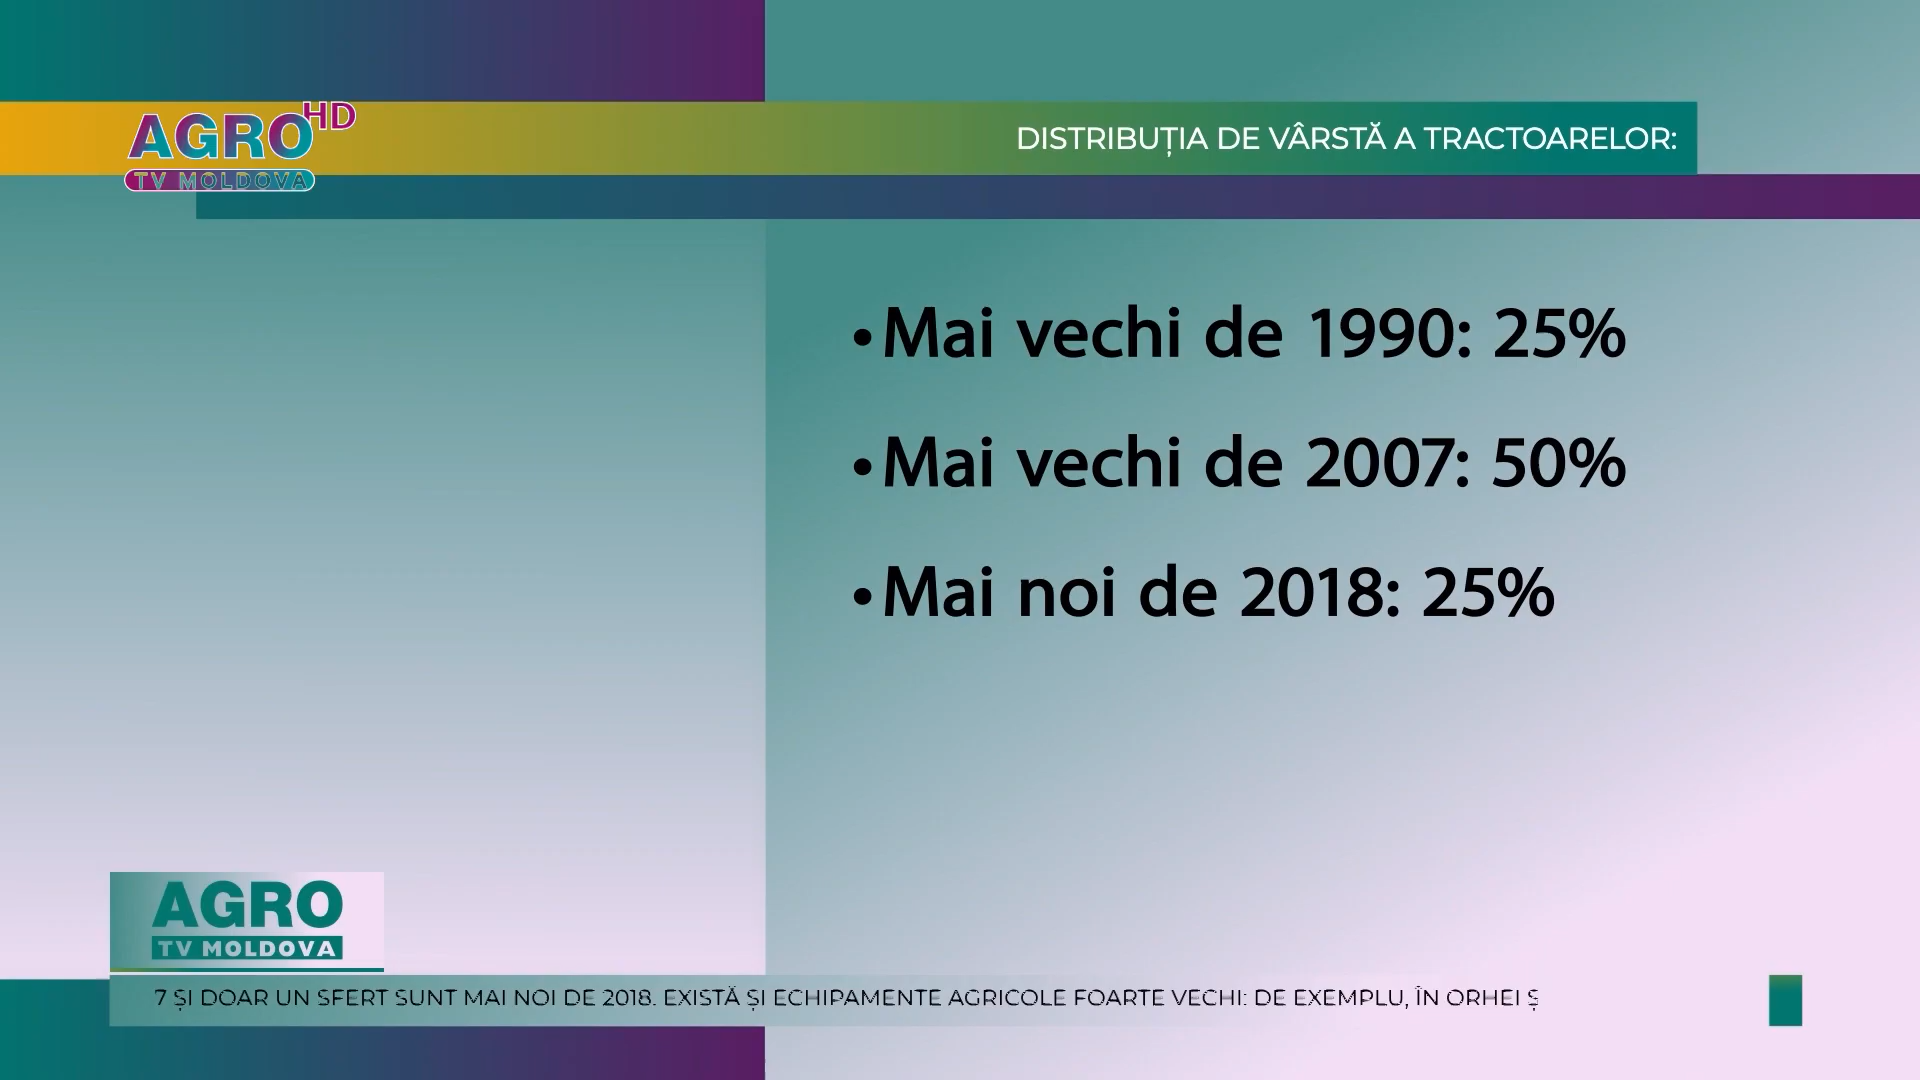 AGRO HD
TV MOLDOVA
DISTRIBUȚIA DE VÂRSTĂ A TRACTOARELOR:
•Mai vechi de 1990: 25%
•Mai vechi de 2007: 50%
•Mai noi de 2018: 25%
AGRO
TV MOLDOVA
7 ȘI DOAR UN SFERT SUNT MAI NOI DE 2018. EXISTĂ ȘI ECHIPAMENTE AGRICOLE FOARTE VECHI: DE EXEMPLU, ÎN ORHEI Ș